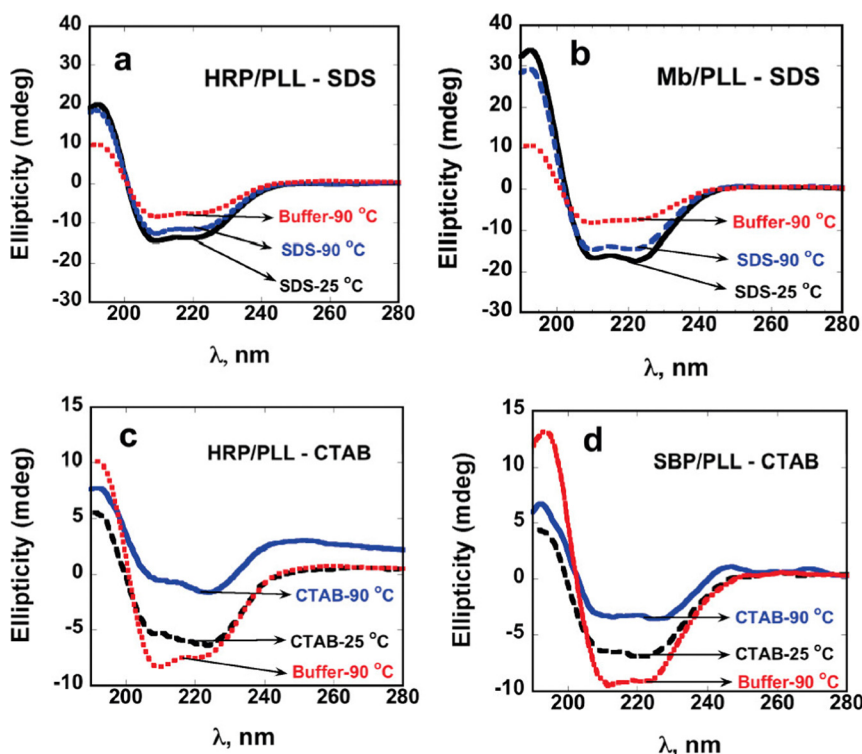 a
HRP/PLL - SDS
Ellipticity (mdeg)
40
30
20
10
0
-10
-20
-30
Buffer-90 °C
SDS-90 °C
SDS-25 °C
200 220 240 260 280
λ, nm
b
Mb/PLL - SDS
Ellipticity (mdeg)
40
30
20
10
0
-10
-20
-30
Buffer-90 °C
SDS-90 °C
SDS-25 °C
200 220 240 260 280
λ, nm
c
HRP/PLL - CTAB
Ellipticity (mdeg)
15
10
5
0
-5
-10
CTAB-90 °C
CTAB-25 °C
Buffer-90 °C
200 220 240 260 280
λ, nm
d
SBP/PLL - CTAB
Ellipticity (mdeg)
15
10
5
0
-5
-10
CTAB-90 °C
CTAB-25 °C
Buffer-90 °C
200 220 240 260 280
λ, nm